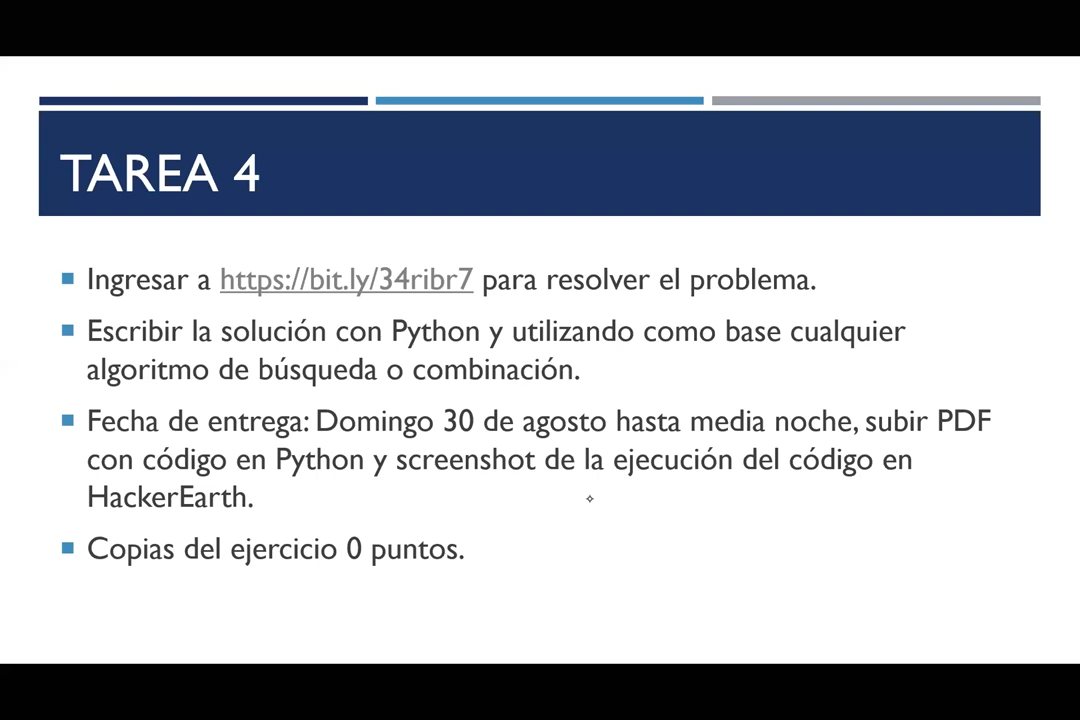 TAREA 4
Ingresar a https://bit.ly/34ribr7 para resolver el problema.
Escribir la solución con Python y utilizando como base cualquier
algoritmo de búsqueda o combinación.
Fecha de entrega: Domingo 30 de agosto hasta media noche, subir PDF
con código en Python y screenshot de la ejecución del código en
HackerEarth.
Copias del ejercicio 0 puntos.